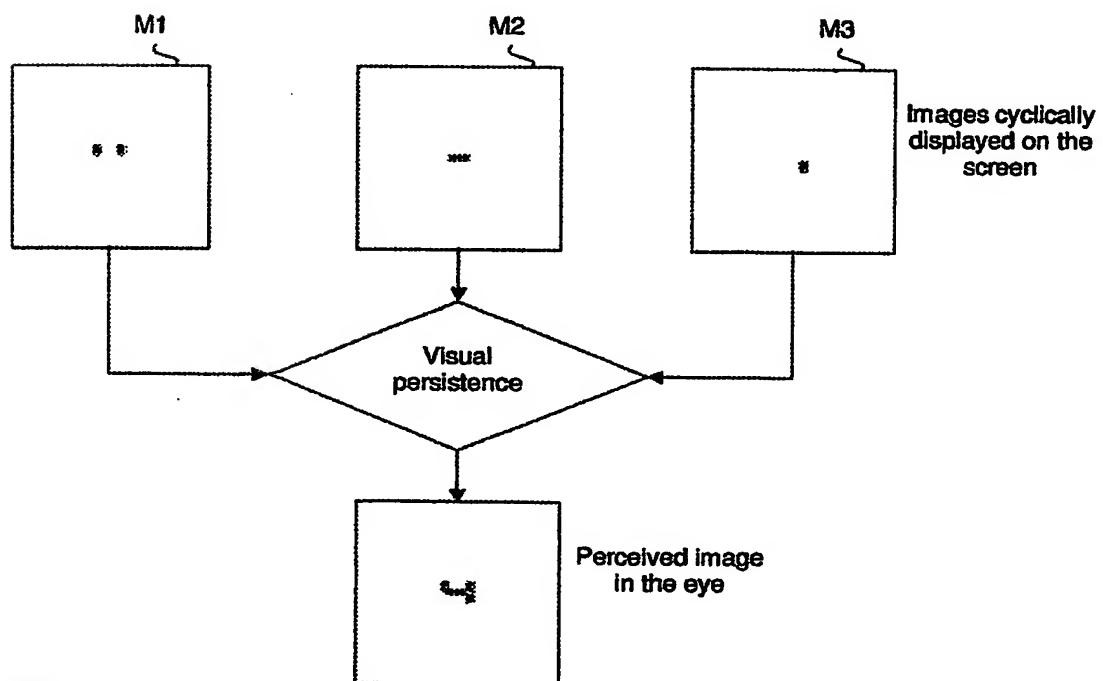 M1
M2
M3
Images cyclically
displayed on the
screen
Visual
persistence
Perceived image
in the eye